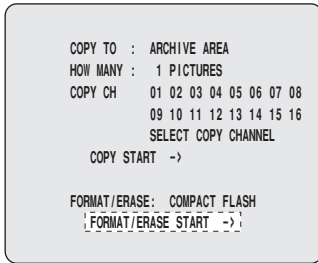 COPY TO : ARCHIVE AREA
HOW MANY : 1 PICTURES
COPY CH 01 02 03 04 05 06 07 08
09 10 11 12 13 14 15 16
SELECT COPY CHANNEL
COPY START ->
FORMAT/ERASE: COMPACT FLASH
FORMAT/ERASE START ->